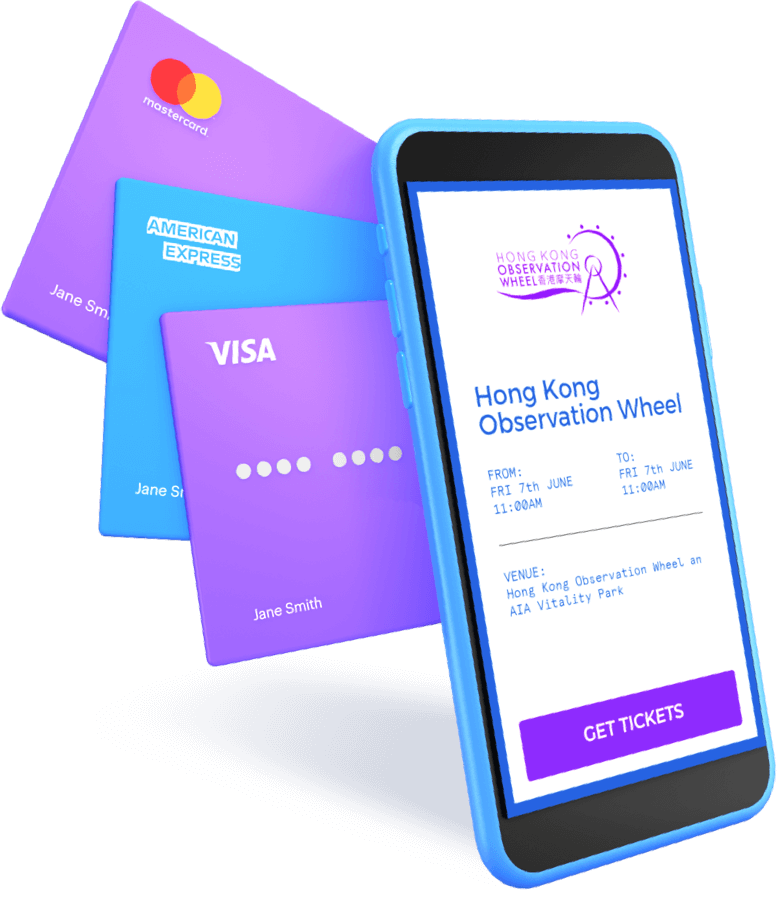 mastercard
Jane Sm
AMERICAN
EXPRESS
Jane S
VISA
Jane Smith
HONG KONG
OBSERVATION
WHEEL香港摩天輪
Hong Kong
Observation Wheel
FROM:
FRI 7th JUNE
11:00AM
TO:
FRI 7th JUNE
11:00AM
VENUE:
Hong Kong Observation Wheel an
AIA Vitality Park
GET TICKETS